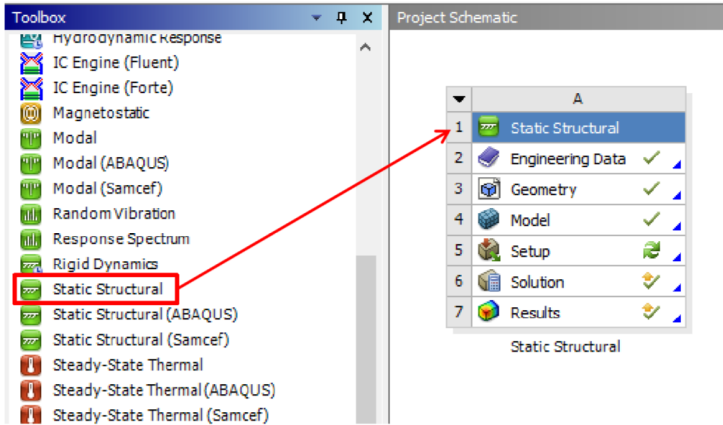 Toolbox
Hydrodynamic Response
IC Engine (Fluent)
IC Engine (Forte)
Magnetostatic
Modal
Modal (ABAQUS)
Modal (Samcef)
Random Vibration
Response Spectrum
Rigid Dynamics
Static Structural
Static Structural (ABAQUS)
Static Structural (Samcef)
Steady-State Thermal
Steady-State Thermal (ABAQUS)
Steady-State Thermal (Samcef)
Project Schematic
A
1 Static Structural
2 Engineering Data
3 Geometry
4 Model
5 Setup
6 Solution
7 Results
Static Structural